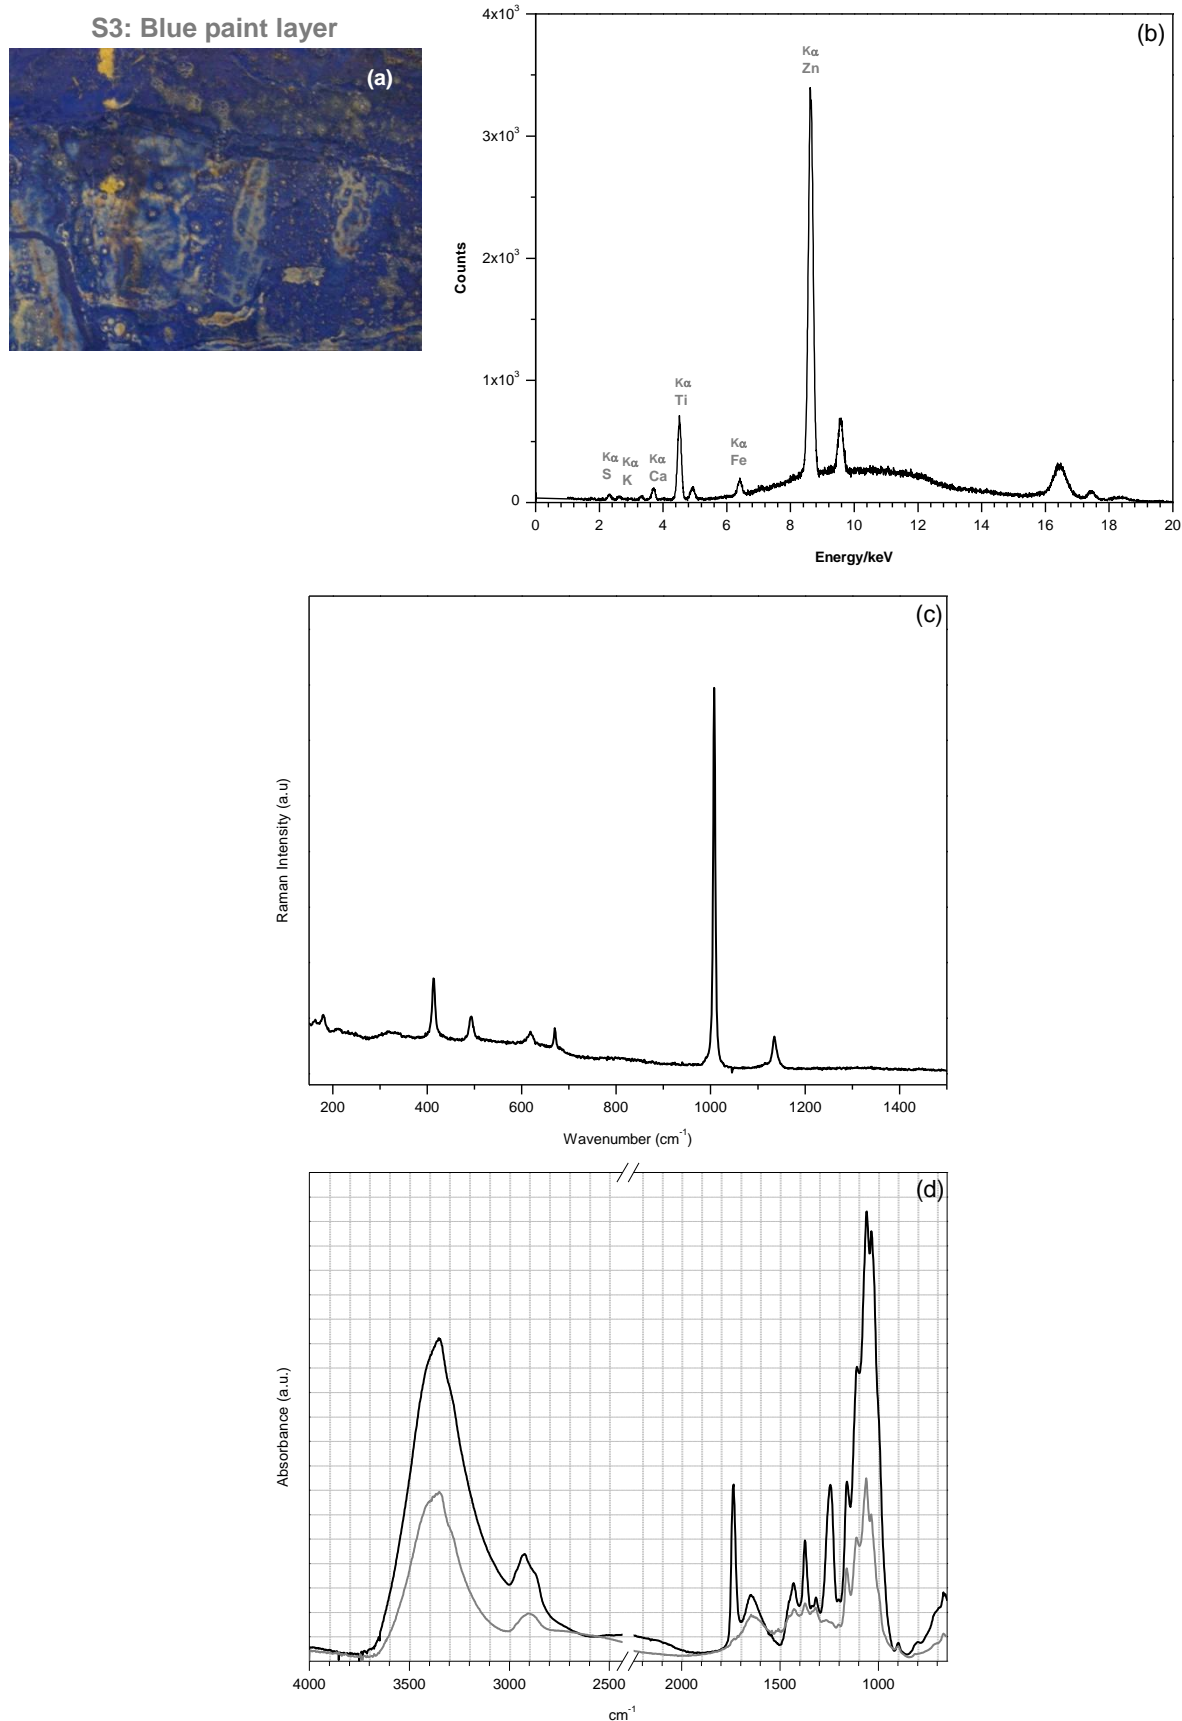 S3: Blue paint layer
(a)
(b)
4x10³
3x10³
2x10³
1x10³
0
Counts
Kα
Zn
Kα
Ti
Kα
S
Kα
K
Kα
Ca
Kα
Fe
0 2 4 6 8 10 12 14 16 18 20
Energy/keV
(c)
Raman Intensity (a.u)
200 400 600 800 1000 1200 1400
Wavenumber (cm⁻¹)
(d)
Absorbance (a.u.)
4000 3500 3000 2500 2000 1500 1000
cm⁻¹